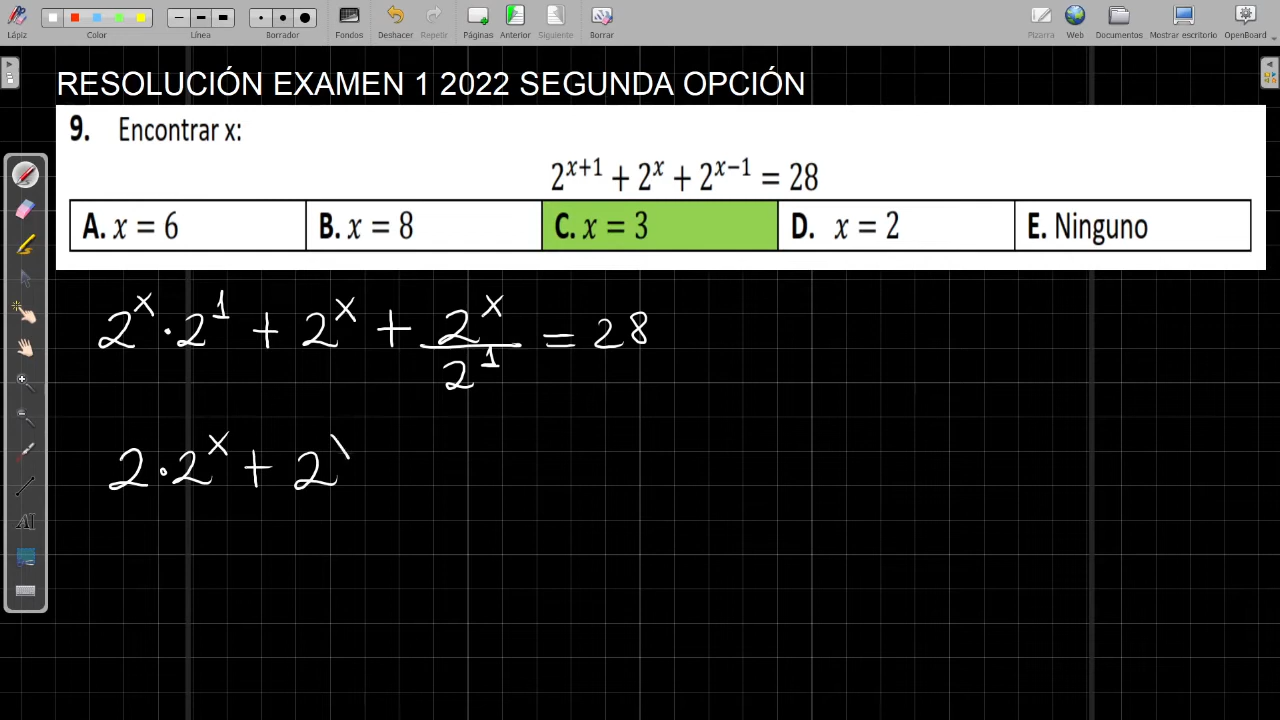 Lápiz Color Línea Borrador Fondos Deshacer Repetir Páginas Anterior Siguiente Borrar Pizarra Web Documentos Mostrar escritorio OpenBoard
RESOLUCIÓN EXAMEN 1 2022 SEGUNDA OPCIÓN
9. Encontrar x:
2^{x+1} + 2^x + 2^{x−1} = 28
A. x = 6 B. x = 8 C. x = 3 D. x = 2 E. Ninguno
2^x · 2^1 + 2^x + 2^x / 2^1 = 28
2 · 2^x + 2
AI